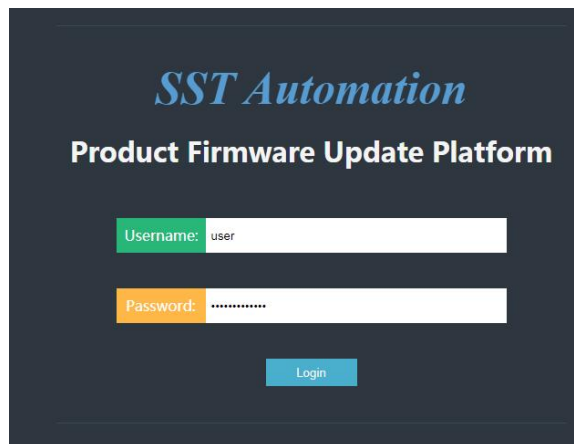 SST Automation
Product Firmware Update Platform
Username: user
Password: •••••••••••••
Login